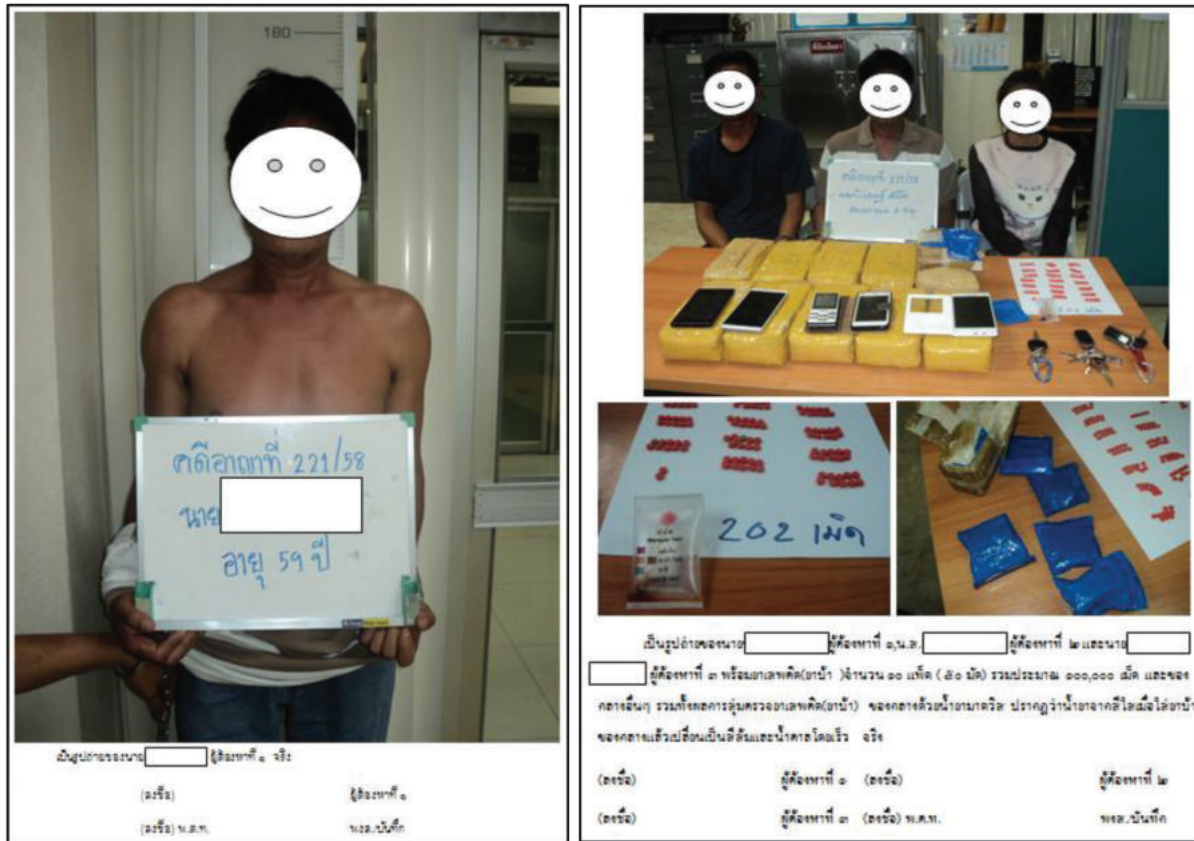 180
คดีอาญาที่ 221/58
นาย
อายุ 59 ปี
เป็นรูปถ่ายของนาย ผู้ต้องหาที่ ๑ จริง
(ลงชื่อ) ผู้ต้องหาที่ ๑
(ลงชื่อ) พ.ต.ท. พงส./บันทึก
คดีอาญาที่ 221/58
202 เม็ด
202 เม็ด
เป็นรูปถ่ายของนาย ผู้ต้องหาที่ ๑,น.ส. ผู้ต้องหาที่ ๒ และนาย
ผู้ต้องหาที่ ๓ พร้อมยาเสพติด(ยาบ้า )จำนวน ๑๐ แพ็ค ( ๕๐ มัด) รวมประมาณ ๑๐๐,๐๐๐ เม็ด และของ
กลางอื่นๆ รวมทั้งผลการสุ่มตรวจยาเสพติด(ยาบ้า) ของกลางด้วยน้ำยามาควิส ปรากฏว่าน้ำยาจากสีใสเมื่อใส่ยาบ้า
ของกลางแล้วเปลี่ยนเป็นสีส้มและน้ำตาลโดยเร็ว จริง
(ลงชื่อ) ผู้ต้องหาที่ ๑ (ลงชื่อ) ผู้ต้องหาที่ ๒
(ลงชื่อ) ผู้ต้องหาที่ ๓ (ลงชื่อ) พ.ต.ท. พงส./บันทึก